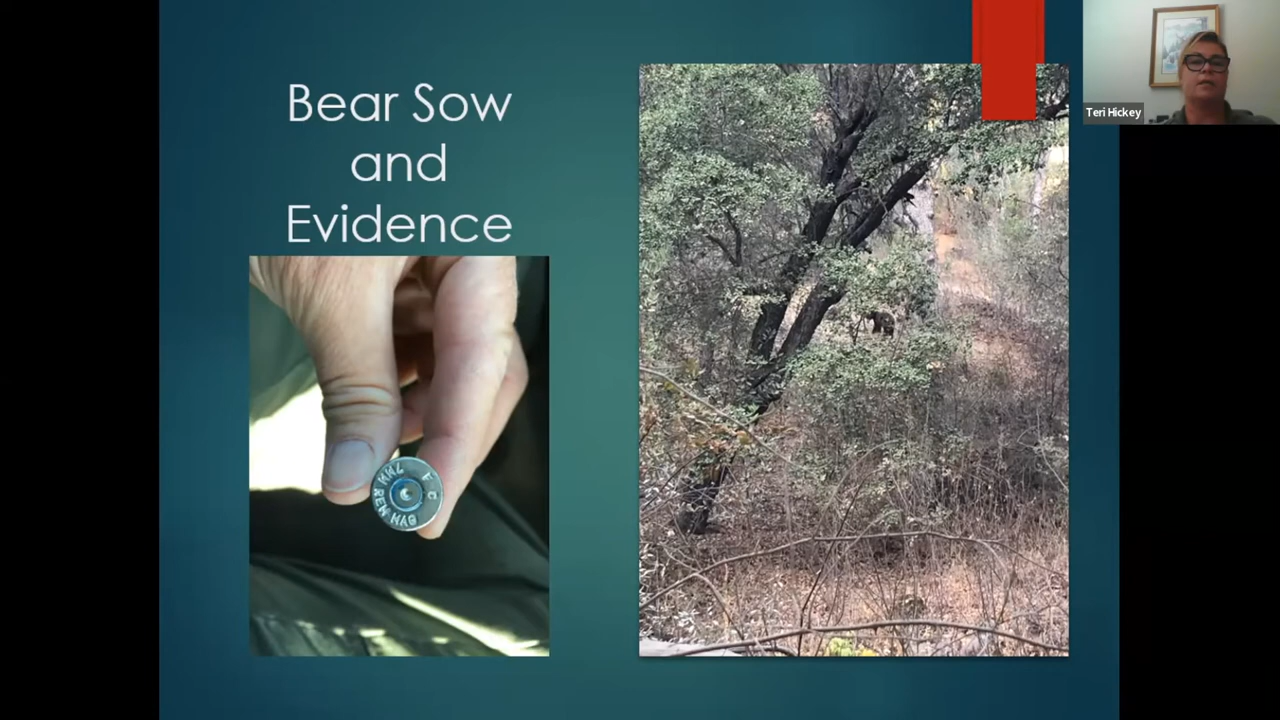 Bear Sow
and
Evidence
Teri Hickey
7MM REM MAG
A C